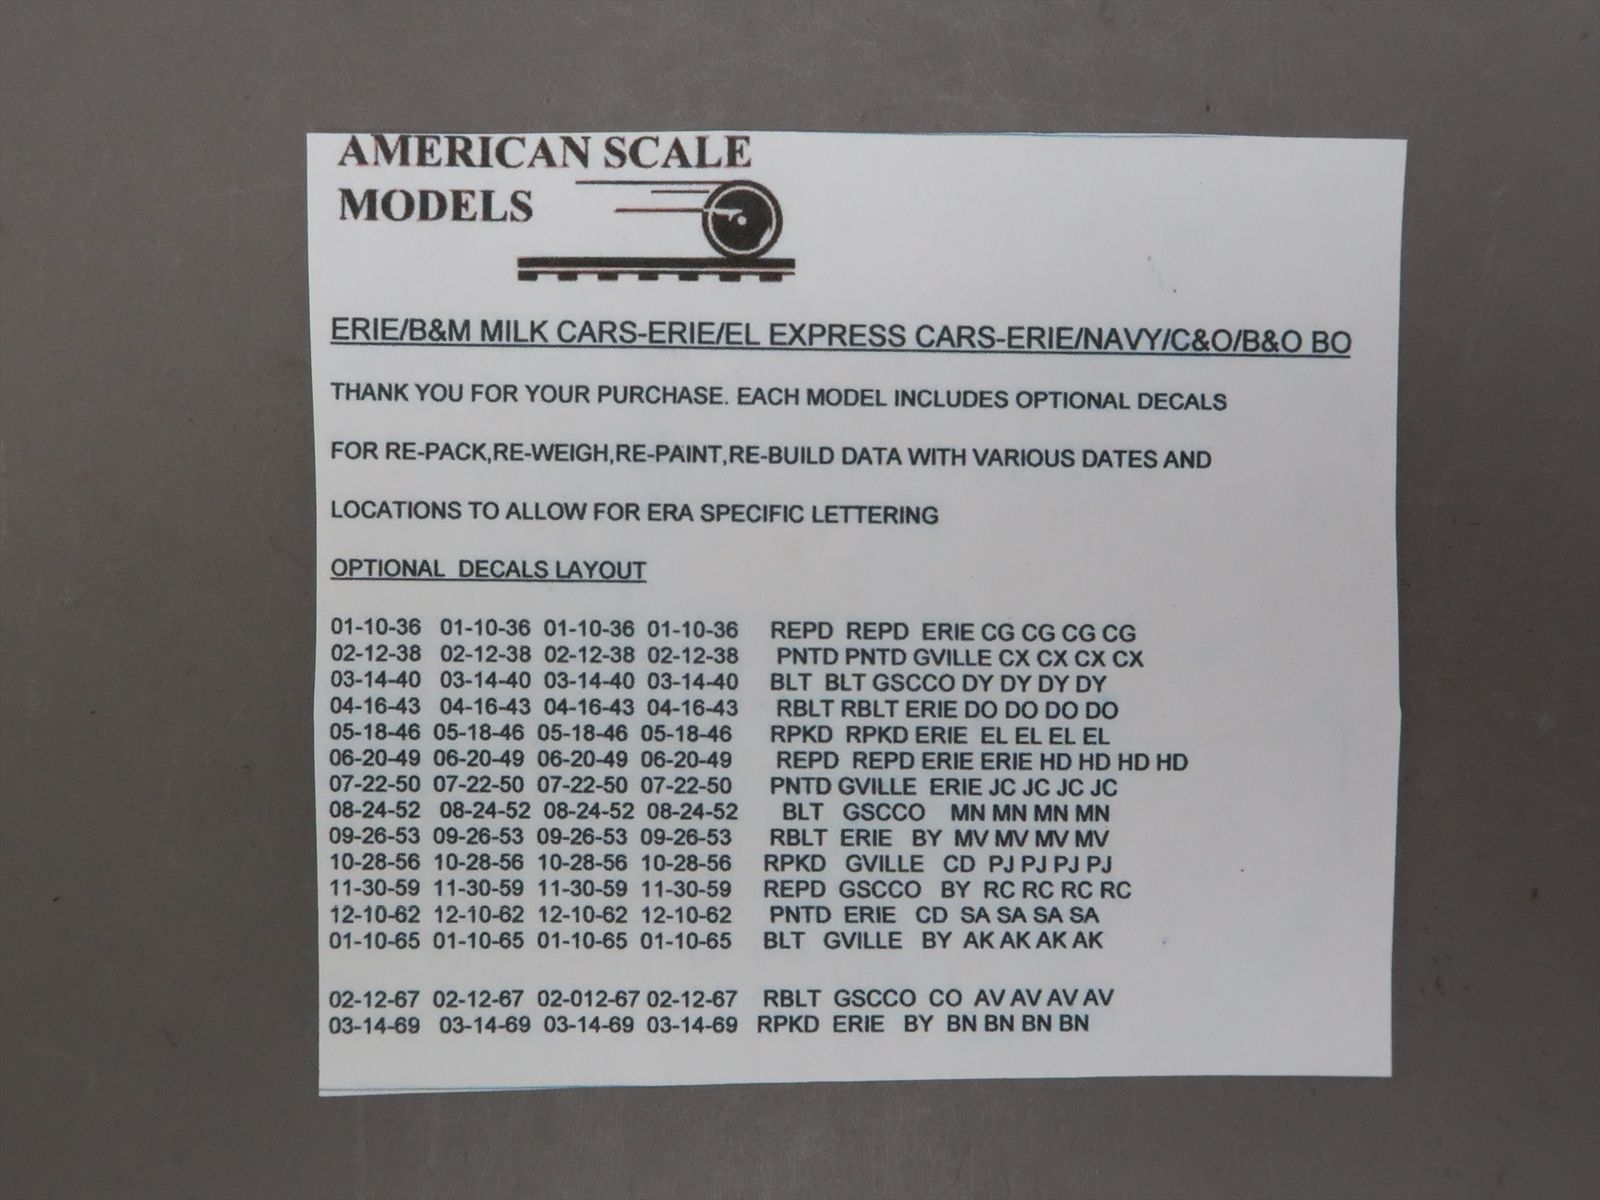 AMERICAN SCALE
MODELS
ERIE/B&M MILK CARS-ERIE/EL EXPRESS CARS-ERIE/NAVY/C&O/B&O BO
THANK YOU FOR YOUR PURCHASE. EACH MODEL INCLUDES OPTIONAL DECALS
FOR RE-PACK,RE-WEIGH,RE-PAINT,RE-BUILD DATA WITH VARIOUS DATES AND
LOCATIONS TO ALLOW FOR ERA SPECIFIC LETTERING
OPTIONAL DECALS LAYOUT
01-10-36 01-10-36 01-10-36 01-10-36 REPD REPD ERIE CG CG CG CG
02-12-38 02-12-38 02-12-38 02-12-38 PNTD PNTD GVILLE CX CX CX CX
03-14-40 03-14-40 03-14-40 03-14-40 BLT BLT GSCCO DY DY DY DY
04-16-43 04-16-43 04-16-43 04-16-43 RBLT RBLT ERIE DO DO DO DO
05-18-46 05-18-46 05-18-46 05-18-46 RPKD RPKD ERIE EL EL EL EL
06-20-49 06-20-49 06-20-49 06-20-49 REPD REPD ERIE ERIE HD HD HD HD
07-22-50 07-22-50 07-22-50 07-22-50 PNTD GVILLE ERIE JC JC JC JC
08-24-52 08-24-52 08-24-52 08-24-52 BLT GSCCO MN MN MN MN
09-26-53 09-26-53 09-26-53 09-26-53 RBLT ERIE BY MV MV MV MV
10-28-56 10-28-56 10-28-56 10-28-56 RPKD GVILLE CD PJ PJ PJ PJ
11-30-59 11-30-59 11-30-59 11-30-59 REPD GSCCO BY RC RC RC RC
12-10-62 12-10-62 12-10-62 12-10-62 PNTD ERIE CD SA SA SA SA
01-10-65 01-10-65 01-10-65 01-10-65 BLT GVILLE BY AK AK AK AK
02-12-67 02-12-67 02-012-67 02-12-67 RBLT GSCCO CO AV AV AV AV
03-14-69 03-14-69 03-14-69 03-14-69 RPKD ERIE BY BN BN BN BN